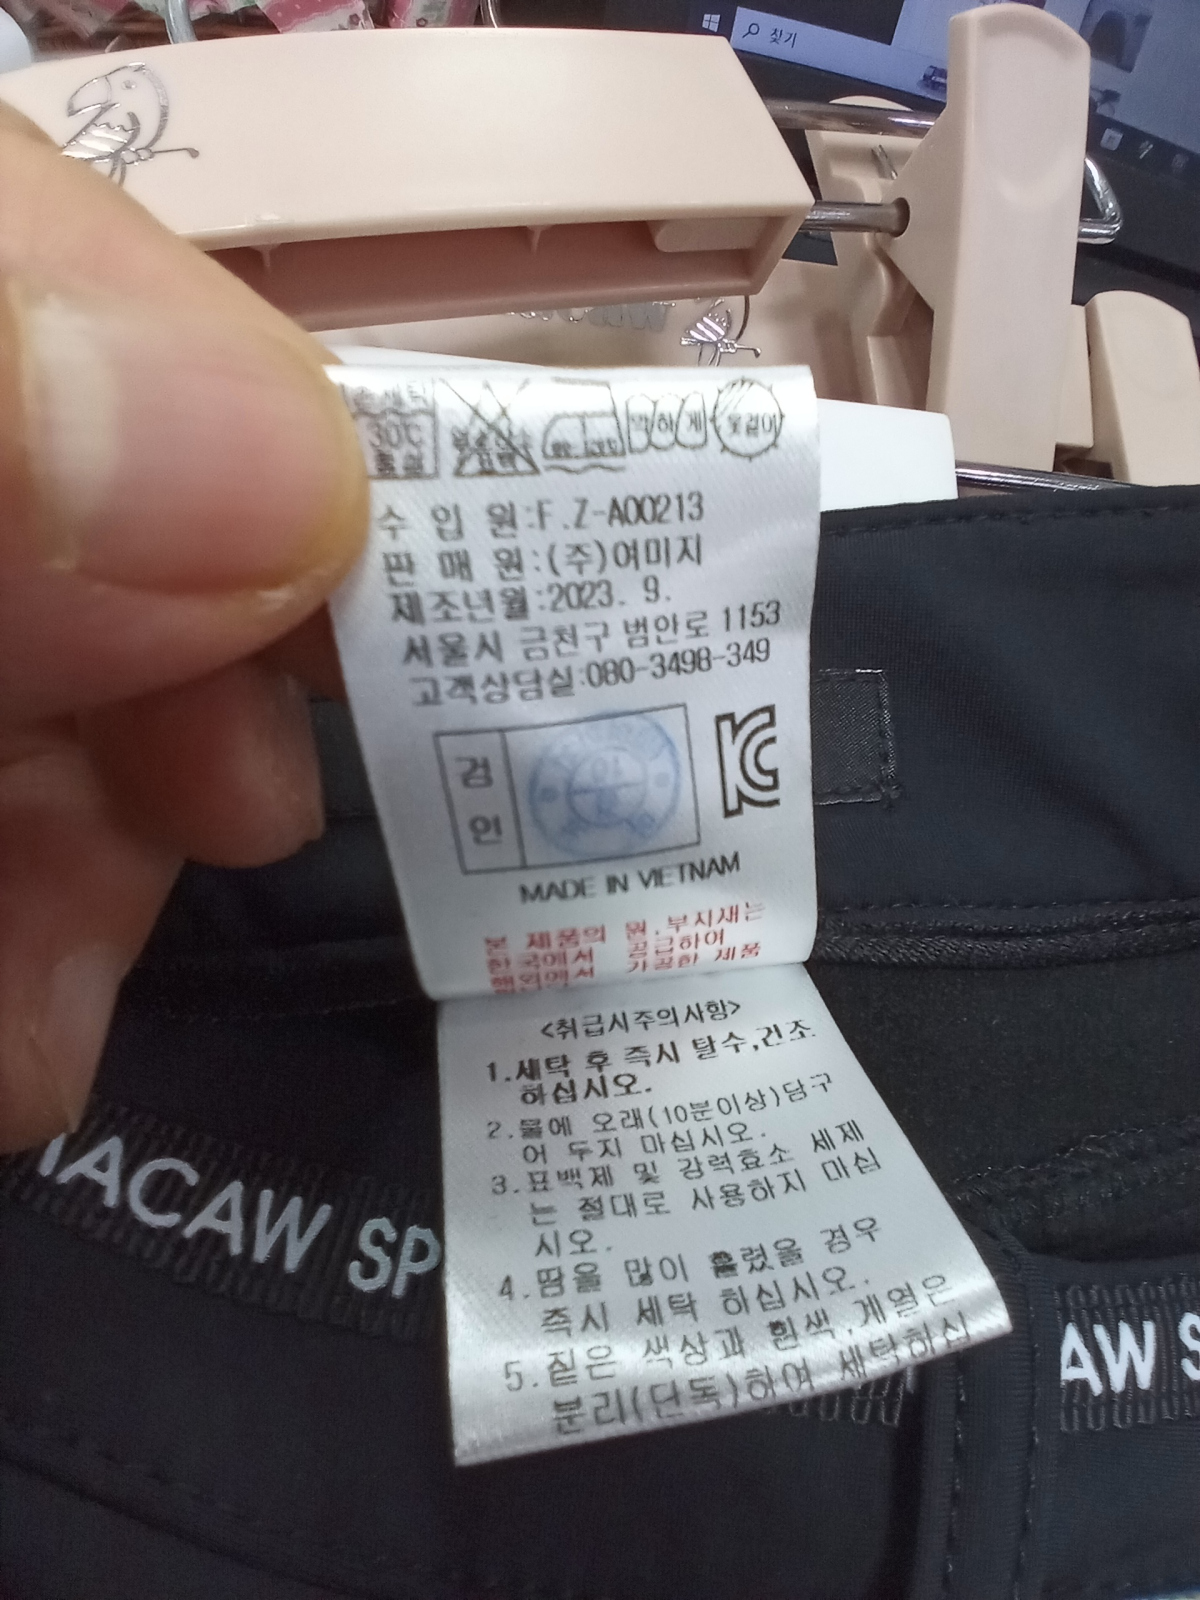 찾기
손세탁
30℃
중성
약하게
옷걸이
수 입 원:F.Z-A00213
판 매 원:(주)여미지
제조년월:2023. 9.
서울시 금천구 범안로 1153
고객상담실:080-3498-349
검
인
MADE IN VIETNAM
본 제품의 원.부자재는
한국에서 공급하여
해외에서 가공한 제품
<취급시주의사항>
1.세탁 후 즉시 탈수,건조
하십시오.
2.물에 오래(10분이상)담구
어 두지 마십시오.
3.표백제 및 강력효소 세제
는 절대로 사용하지 마십
시오.
4.땀을 많이 흘렸을 경우
즉시 세탁 하십시오.
5.짙은 색상과 흰색,계열은
분리(단독)하여 세탁하십
MACAW SP
AW S